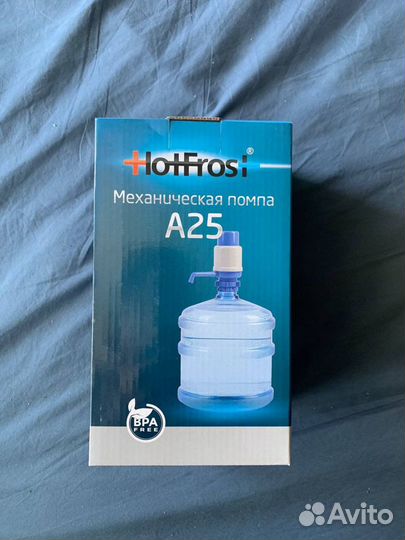 HotFrost®
Механическая помпа
A25
BPA
FREE
Avito